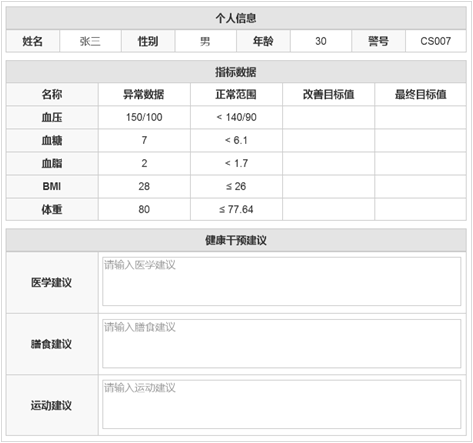 个人信息
姓名 张三 性别 男 年龄 30 警号 CS007
指标数据
名称 异常数据 正常范围 改善目标值 最终目标值
血压 150/100 < 140/90
血糖 7 < 6.1
血脂 2 < 1.7
BMI 28 ≤ 26
体重 80 ≤ 77.64
健康干预建议
医学建议 请输入医学建议
膳食建议 请输入膳食建议
运动建议 请输入运动建议